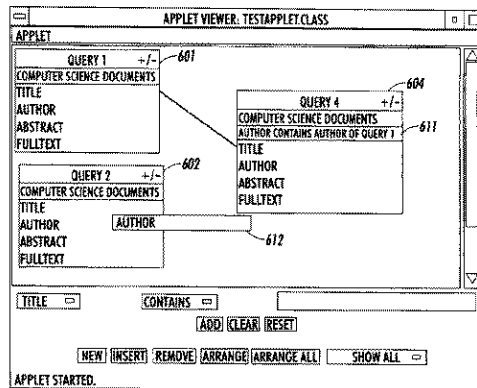 APPLET VIEWER: TESTAPPLET.CLASS
APPLET
QUERY 1 +/-
601
COMPUTER SCIENCE DOCUMENTS
TITLE
AUTHOR
ABSTRACT
FULLTEXT
604
QUERY 4 +/-
COMPUTER SCIENCE DOCUMENTS
AUTHOR CONTAINS AUTHOR OF QUERY 1
611
TITLE
AUTHOR
ABSTRACT
FULLTEXT
602
QUERY 2 +/-
COMPUTER SCIENCE DOCUMENTS
TITLE
AUTHOR
ABSTRACT
FULLTEXT
AUTHOR
612
TITLE CONTAINS
ADD CLEAR RESET
NEW INSERT REMOVE ARRANGE ARRANGE ALL SHOW ALL
APPLET STARTED.